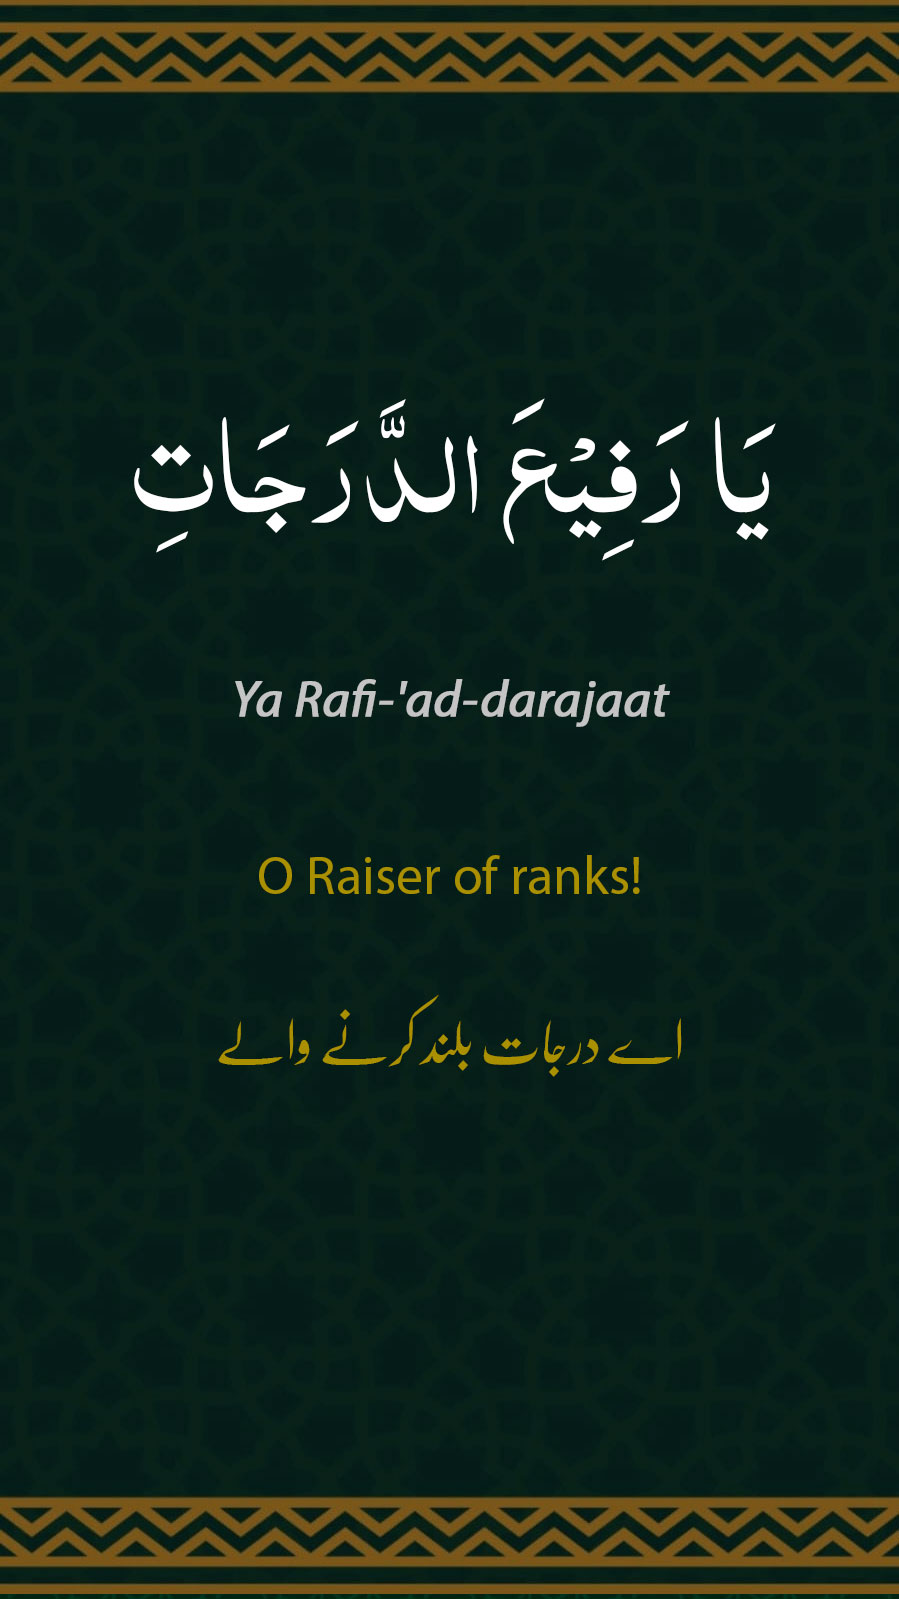 يَا رَفِيْعَ الدَّرَجَاتِ
Ya Rafi-'ad-darajaat
O Raiser of ranks!
اے درجات بلند کرنے والے